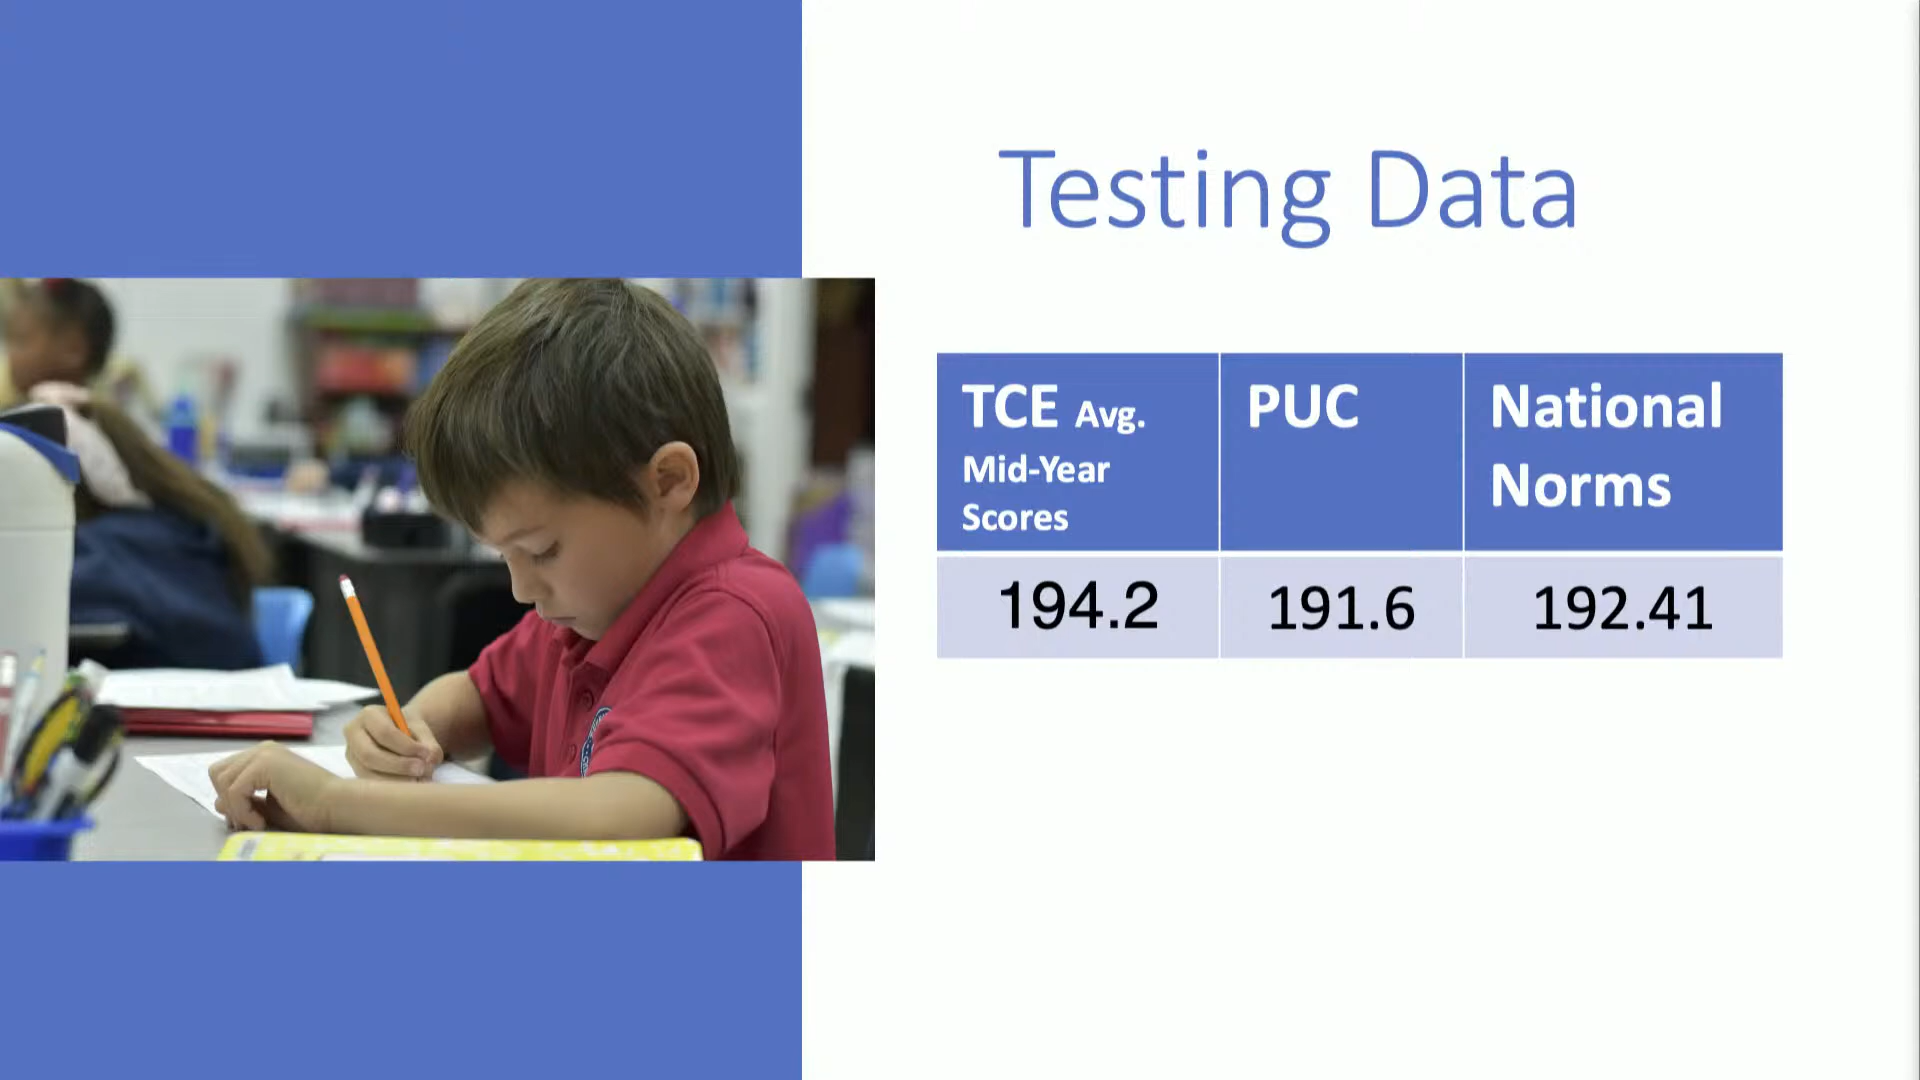 Testing Data
TCE Avg.
Mid-Year
Scores
PUC
National
Norms
194.2
191.6
192.41